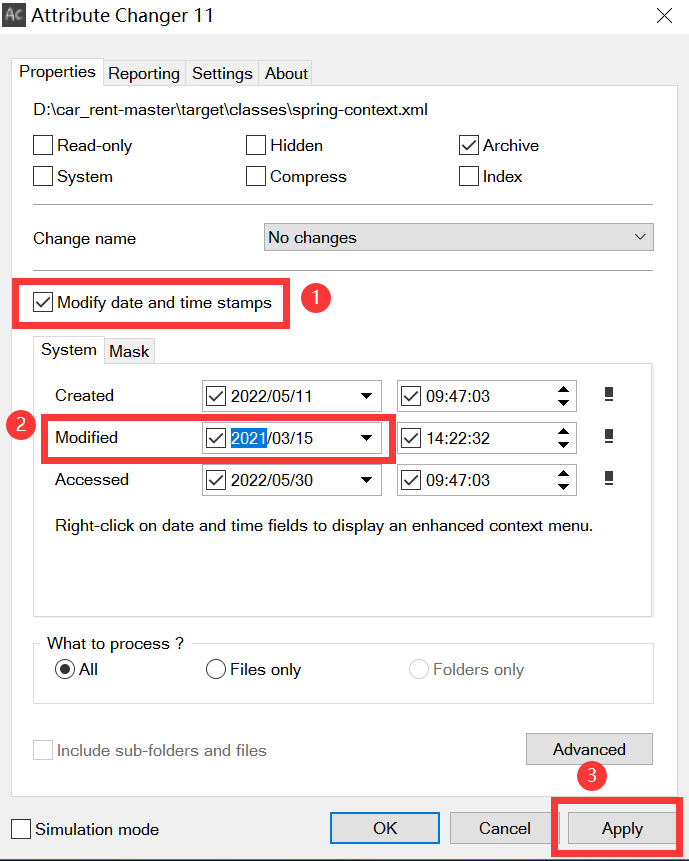 AC Attribute Changer 11
Properties Reporting Settings About
D:\car_rent-master\target\classes\spring-context.xml
Read-only Hidden Archive
System Compress Index
Change name No changes
Modify date and time stamps 1
System Mask
Created 2022/05/11 09:47:03
2 Modified 2021/03/15 14:22:32
Accessed 2022/05/30 09:47:03
Right-click on date and time fields to display an enhanced context menu.
What to process ?
All Files only Folders only
Include sub-folders and files Advanced
3
Simulation mode OK Cancel Apply